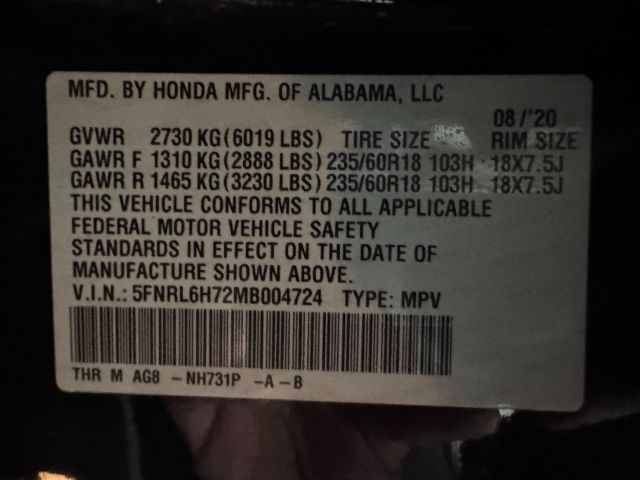 MFD. BY HONDA MFG. OF ALABAMA, LLC
08/'20
GVWR 2730 KG(6019 LBS) TIRE SIZE RIM SIZE
GAWR F 1310 KG(2888 LBS) 235/60R18 103H 18X7.5J
GAWR R 1465 KG(3230 LBS) 235/60R18 103H 18X7.5J
THIS VEHICLE CONFORMS TO ALL APPLICABLE
FEDERAL MOTOR VEHICLE SAFETY
STANDARDS IN EFFECT ON THE DATE OF
MANUFACTURE SHOWN ABOVE.
V.I.N.: 5FNRL6H72MB004724 TYPE: MPV
THR M AG8 -NH731P -A-B